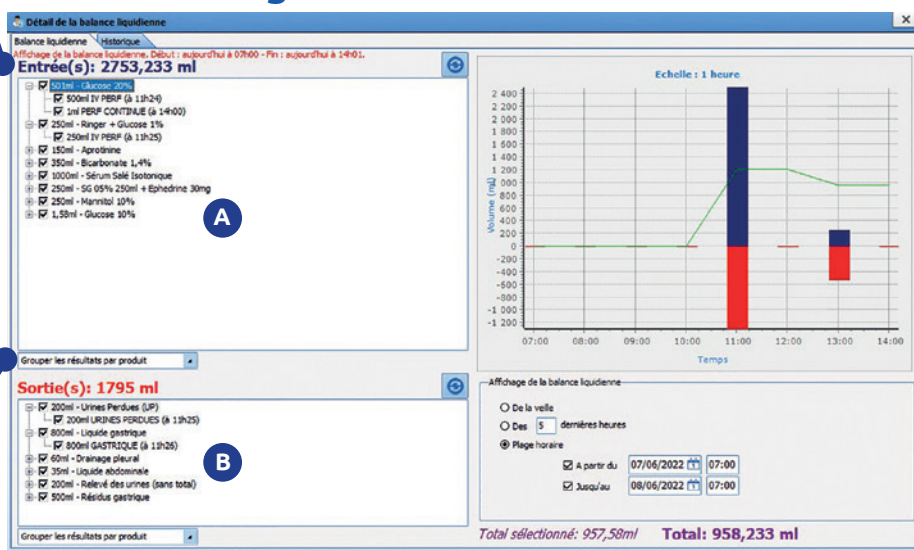 Détail de la balance liquidienne
Balance liquidienne Historique
Affichage de la balance liquidienne. Début : aujourd'hui à 07h00 - Fin : aujourd'hui à 14h01.
Entrée(s): 2753,233 ml
501ml - Glucose 20%
500ml IV PERF (à 11h24)
1ml PERF CONTINUE (à 14h00)
250ml - Ringer + Glucose 1%
250ml IV PERF (à 11h25)
150ml - Aprotinine
350ml - Bicarbonate 1,4%
1000ml - Sérum Salé Isotonique
250ml - SG 05% 250ml + Ephedrine 30mg
250ml - Mannitol 10%
1,58ml - Glucose 10%
A
Grouper les résultats par produit
Sortie(s): 1795 ml
200ml - Urines Perdues (UP)
200ml URINES PERDUES (à 11h25)
800ml - Liquide gastrique
800ml GASTRIQUE (à 11h26)
60ml - Drainage pleural
35ml - Liquide abdominale
200ml - Relevé des urines (sans total)
500ml - Résidus gastrique
B
Grouper les résultats par produit
Echelle : 1 heure
Volume (ml)
2 400
2 200
2 000
1 800
1 600
1 400
1 200
1 000
800
600
400
200
0
-200
-400
-600
-800
-1 000
-1 200
07:00 08:00 09:00 10:00 11:00 12:00 13:00 14:00
Temps
Affichage de la balance liquidienne
De la veille
Des 5 dernières heures
Plage horaire
A partir du 07/06/2022 07:00
Jusqu'au 08/06/2022 07:00
Total sélectionné: 957,58ml Total: 958,233 ml